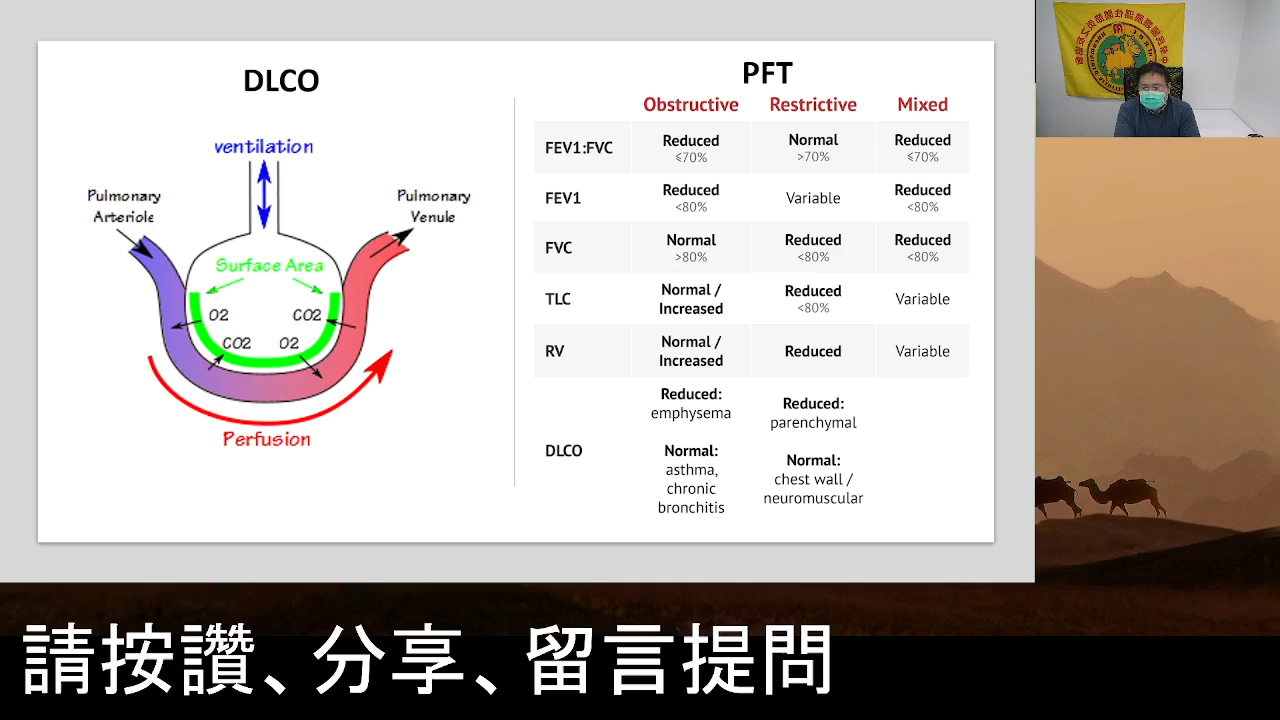 DLCO
ventilation
Pulmonary
Arteriole
Pulmonary
Venule
Surface Area
O2
CO2
CO2
O2
Perfusion
PFT
Obstructive Restrictive Mixed
FEV1:FVC Reduced ≤70% Normal >70% Reduced ≤70%
FEV1 Reduced <80% Variable Reduced <80%
FVC Normal >80% Reduced <80% Reduced <80%
TLC Normal / Increased Reduced <80% Variable
RV Normal / Increased Reduced Variable
DLCO
Reduced:
emphysema
Normal:
asthma,
chronic
bronchitis
Reduced:
parenchymal
Normal:
chest wall /
neuromuscular
請按讚、分享、留言提問